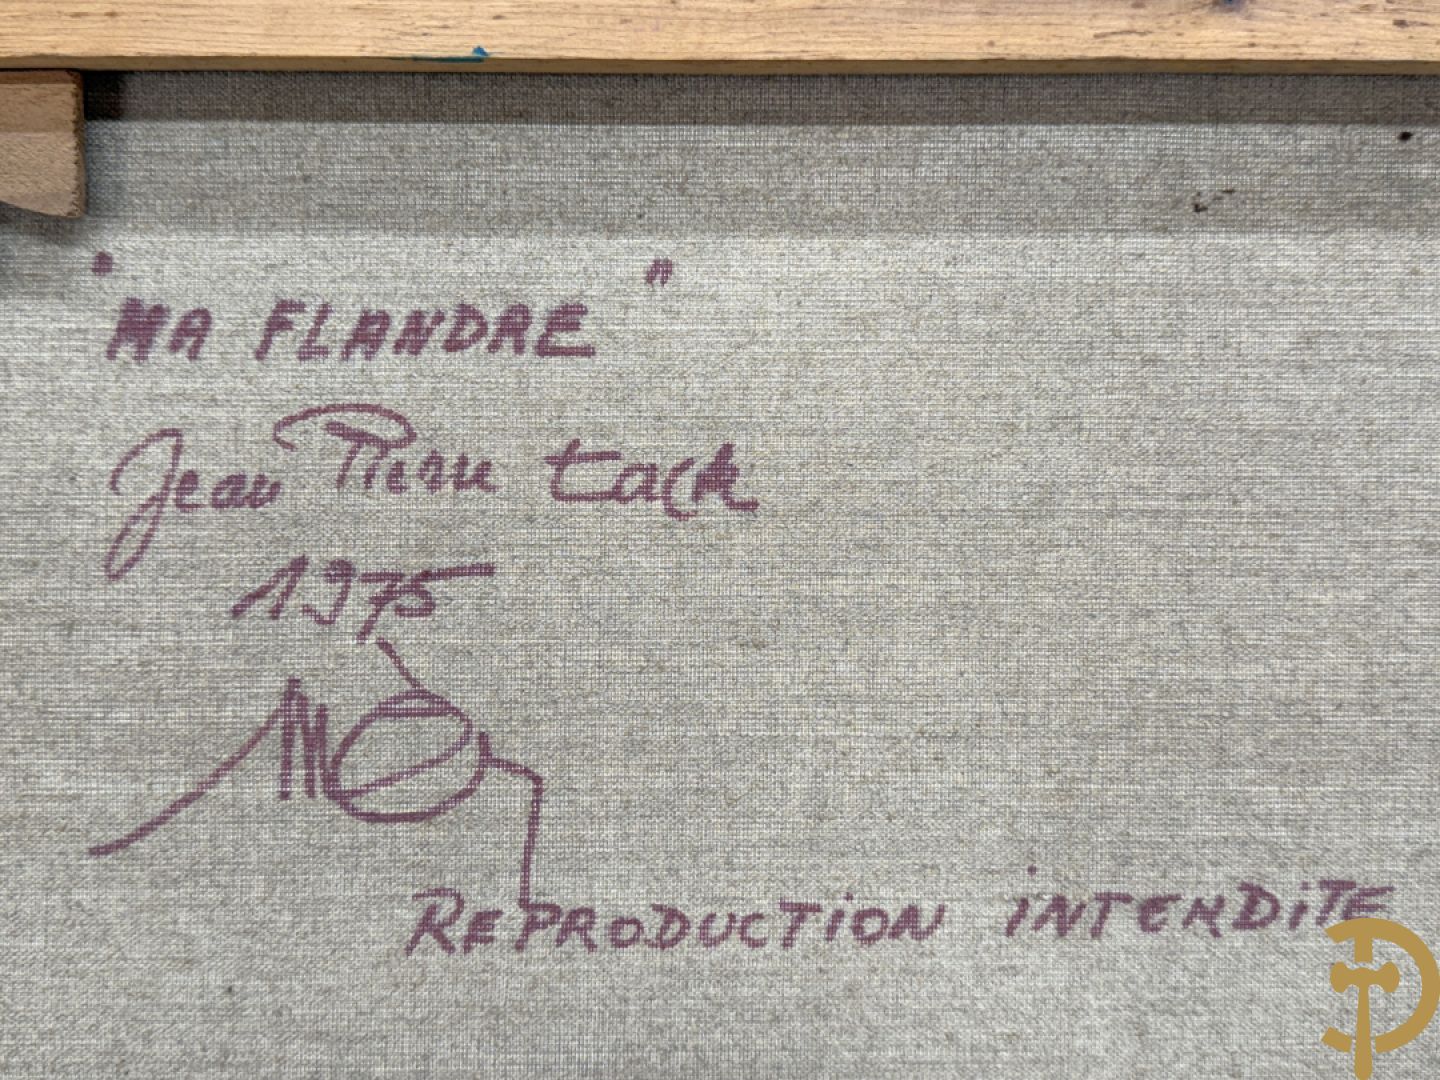 "MA FLANDRE"
Jean Pierre tack
1975
REPRODUCTION iNTERDiTE